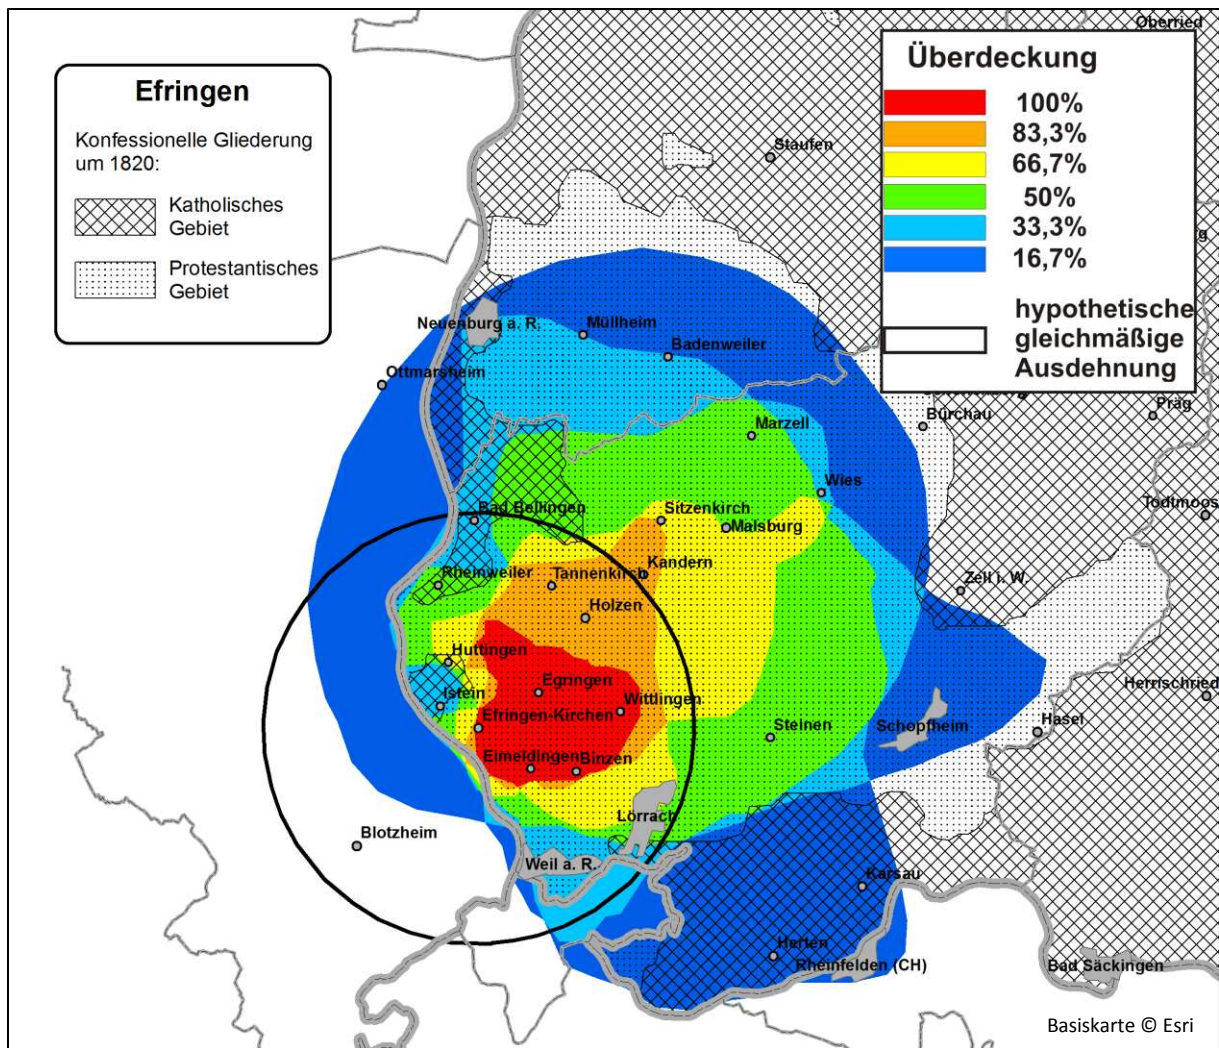 Efringen
Konfessionelle Gliederung
um 1820:
Katholisches
Gebiet
Protestantisches
Gebiet
Oberried
Überdeckung
100%
83,3%
66,7%
50%
33,3%
16,7%
hypothetische
gleichmäßige
Ausdehnung
Staufen
Neuenburg a. R.
Müllheim
Badenweiler
Ottmarsheim
Bürchau
Präg
Marzell
Wies
Todtmoos
Bad Bellingen
Sitzenkirch
Malsburg
Rheinweiler
Tannenkirch
Kandern
Zell i. W.
Holzen
Huttingen
Egringen
Istein
Wittlingen
Herrischried
Efringen-Kirchen
Steinen
Schopfheim
Hasel
Eimeldingen
Binzen
Lörrach
Blotzheim
Weil a. R.
Karsau
Herten
Rheinfelden (CH)
Bad Säckingen
Basiskarte © Esri